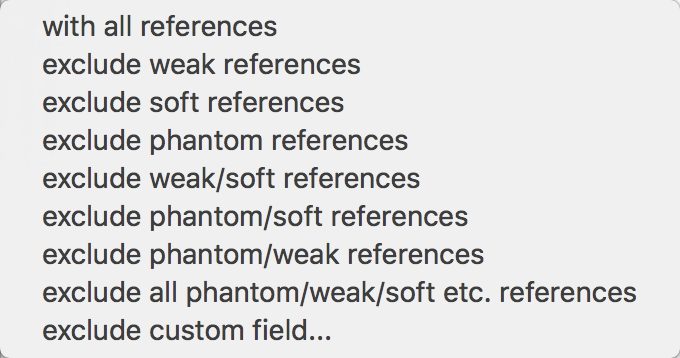 with all references
exclude weak references
exclude soft references
exclude phantom references
exclude weak/soft references
exclude phantom/soft references
exclude phantom/weak references
exclude all phantom/weak/soft etc. references
exclude custom field...